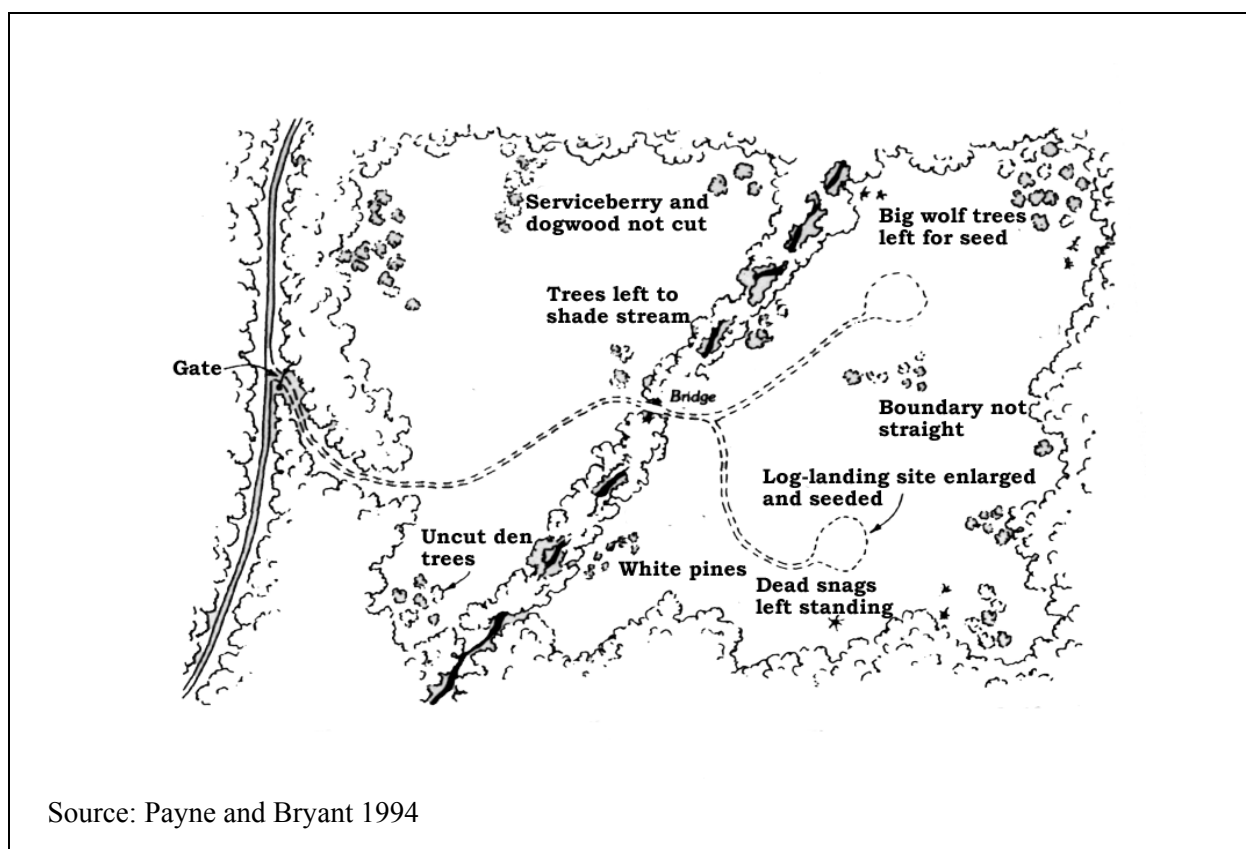 Serviceberry and
dogwood not cut
Big wolf trees
left for seed
Trees left to
shade stream
Gate
Bridge
Boundary not
straight
Log-landing site enlarged
and seeded
Uncut den
trees
White pines
Dead snags
left standing
Source: Payne and Bryant 1994